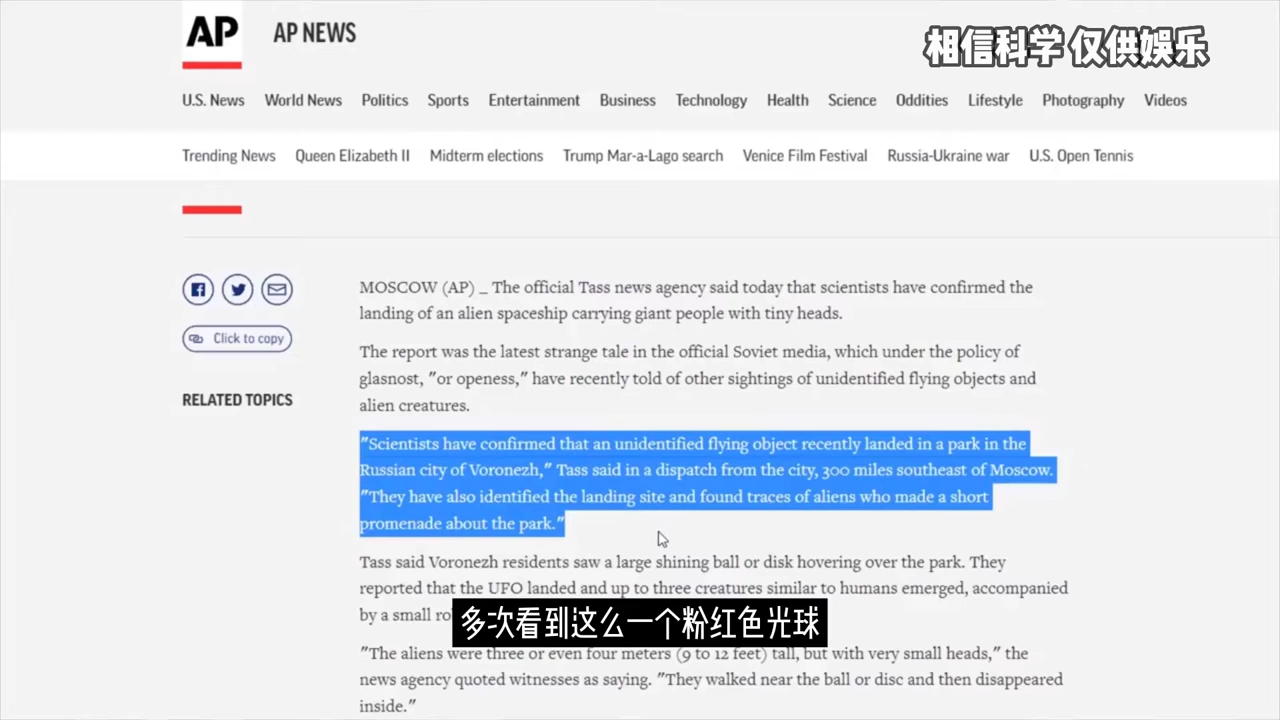 AP
AP NEWS
相信科学 仅供娱乐
U.S. News World News Politics Sports Entertainment Business Technology Health Science Oddities Lifestyle Photography Videos
Trending News Queen Elizabeth II Midterm elections Trump Mar-a-Lago search Venice Film Festival Russia-Ukraine war U.S. Open Tennis
Click to copy
RELATED TOPICS
MOSCOW (AP) _ The official Tass news agency said today that scientists have confirmed the
landing of an alien spaceship carrying giant people with tiny heads.
The report was the latest strange tale in the official Soviet media, which under the policy of
glasnost, "or openess," have recently told of other sightings of unidentified flying objects and
alien creatures.
"Scientists have confirmed that an unidentified flying object recently landed in a park in the
Russian city of Voronezh," Tass said in a dispatch from the city, 300 miles southeast of Moscow.
"They have also identified the landing site and found traces of aliens who made a short
promenade about the park."
Tass said Voronezh residents saw a large shining ball or disk hovering over the park. They
reported that the UFO landed and up to three creatures similar to humans emerged, accompanied
by a small
多次看到这么一个粉红色光球
"The aliens were three or even four meters (9 to 12 feet) tall, but with very small heads," the
news agency quoted witnesses as saying. "They walked near the ball or disc and then disappeared
inside."